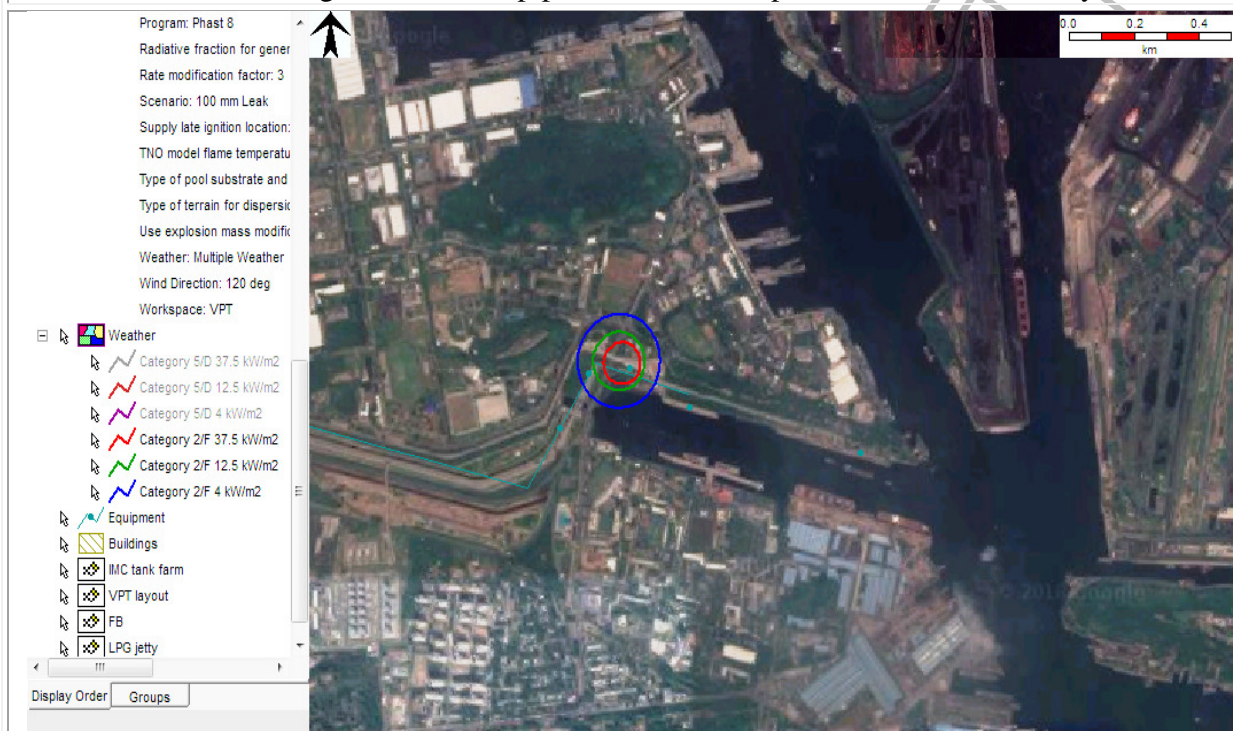 0.0 0.2 0.4
km
Program: Phast 8
Radiative fraction for gener
Rate modification factor: 3
Scenario: 100 mm Leak
Supply late ignition location:
TNO model flame temperatu
Type of pool substrate and
Type of terrain for dispersic
Use explosion mass modific
Weather: Multiple Weather
Wind Direction: 120 deg
Workspace: VPT
Weather
Category 5/D 37.5 kW/m2
Category 5/D 12.5 kW/m2
Category 5/D 4 kW/m2
Category 2/F 37.5 kW/m2
Category 2/F 12.5 kW/m2
Category 2/F 4 kW/m2
Equipment
Buildings
IMC tank farm
VPT layout
FB
LPG jetty
Display Order Groups